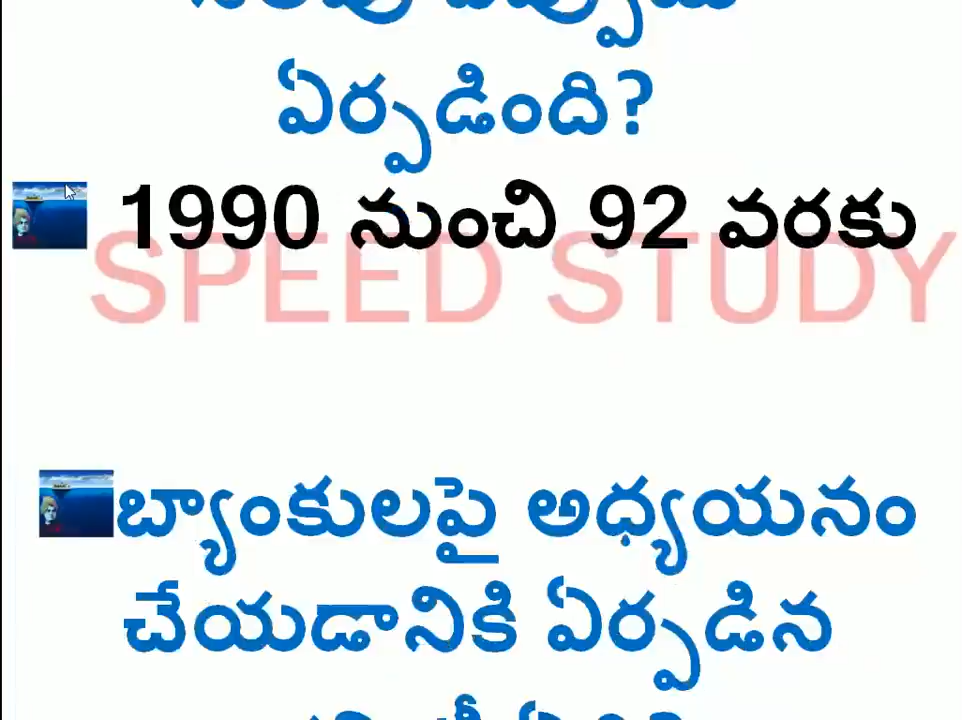 ఏర్పడింది?
1990 నుంచి 92 వరకు
SPEED STUDY
బ్యాంకులపై అధ్యయనం
చేయడానికి ఏర్పడిన